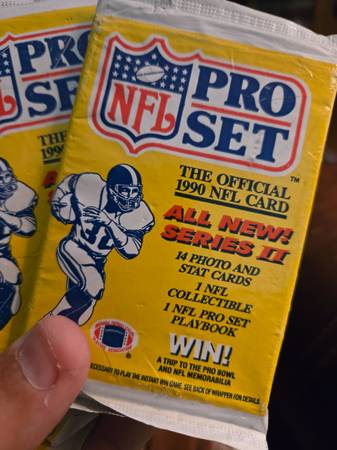 PRO
SET
NFL
PRO
SET
THE
1990
THE OFFICIAL
1990 NFL CARD
ALL NEW!
SERIES II
14 PHOTO AND
STAT CARDS
1 NFL
COLLECTIBLE
1 NFL PRO SET
PLAYBOOK
WIN!
A TRIP TO THE PRO BOWL
AND NFL MEMORABILIA
TO PLAY THE INSTANT WIN GAME. SEE BACK OF WRAPPER FOR DETAILS.